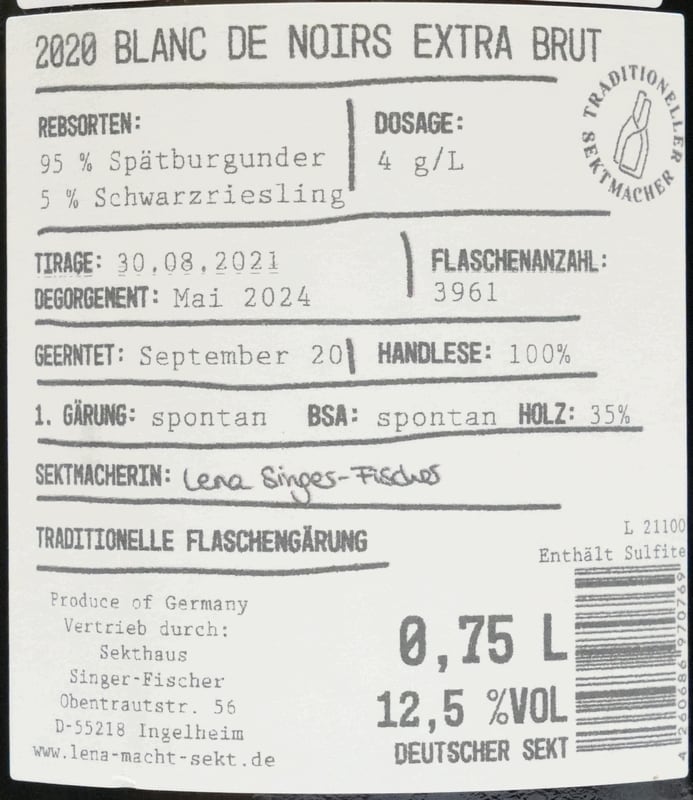 2020 BLANC DE NOIRS EXTRA BRUT
TRADITIONELLER SEKTMACHER
REBSORTEN:
95 % Spätburgunder
5 % Schwarzriesling
DOSAGE:
4 g/L
TIRAGE: 30.08.2021
DEGORGEMENT: Mai 2024
FLASCHENANZAHL:
3961
GEERNTET: September 20
HANDLESE: 100%
1. GÄRUNG: spontan BSA: spontan HOLZ: 35%
SEKTMACHERIN: Lena Singer-Fischer
TRADITIONELLE FLASCHENGÄRUNG
L 21100
Enthält Sulfite
Produce of Germany
Vertrieb durch:
Sekthaus
Singer-Fischer
Obentrautstr. 56
D-55218 Ingelheim
www.lena-macht-sekt.de
0,75 L
12,5 %VOL
DEUTSCHER SEKT
4 260686 970769